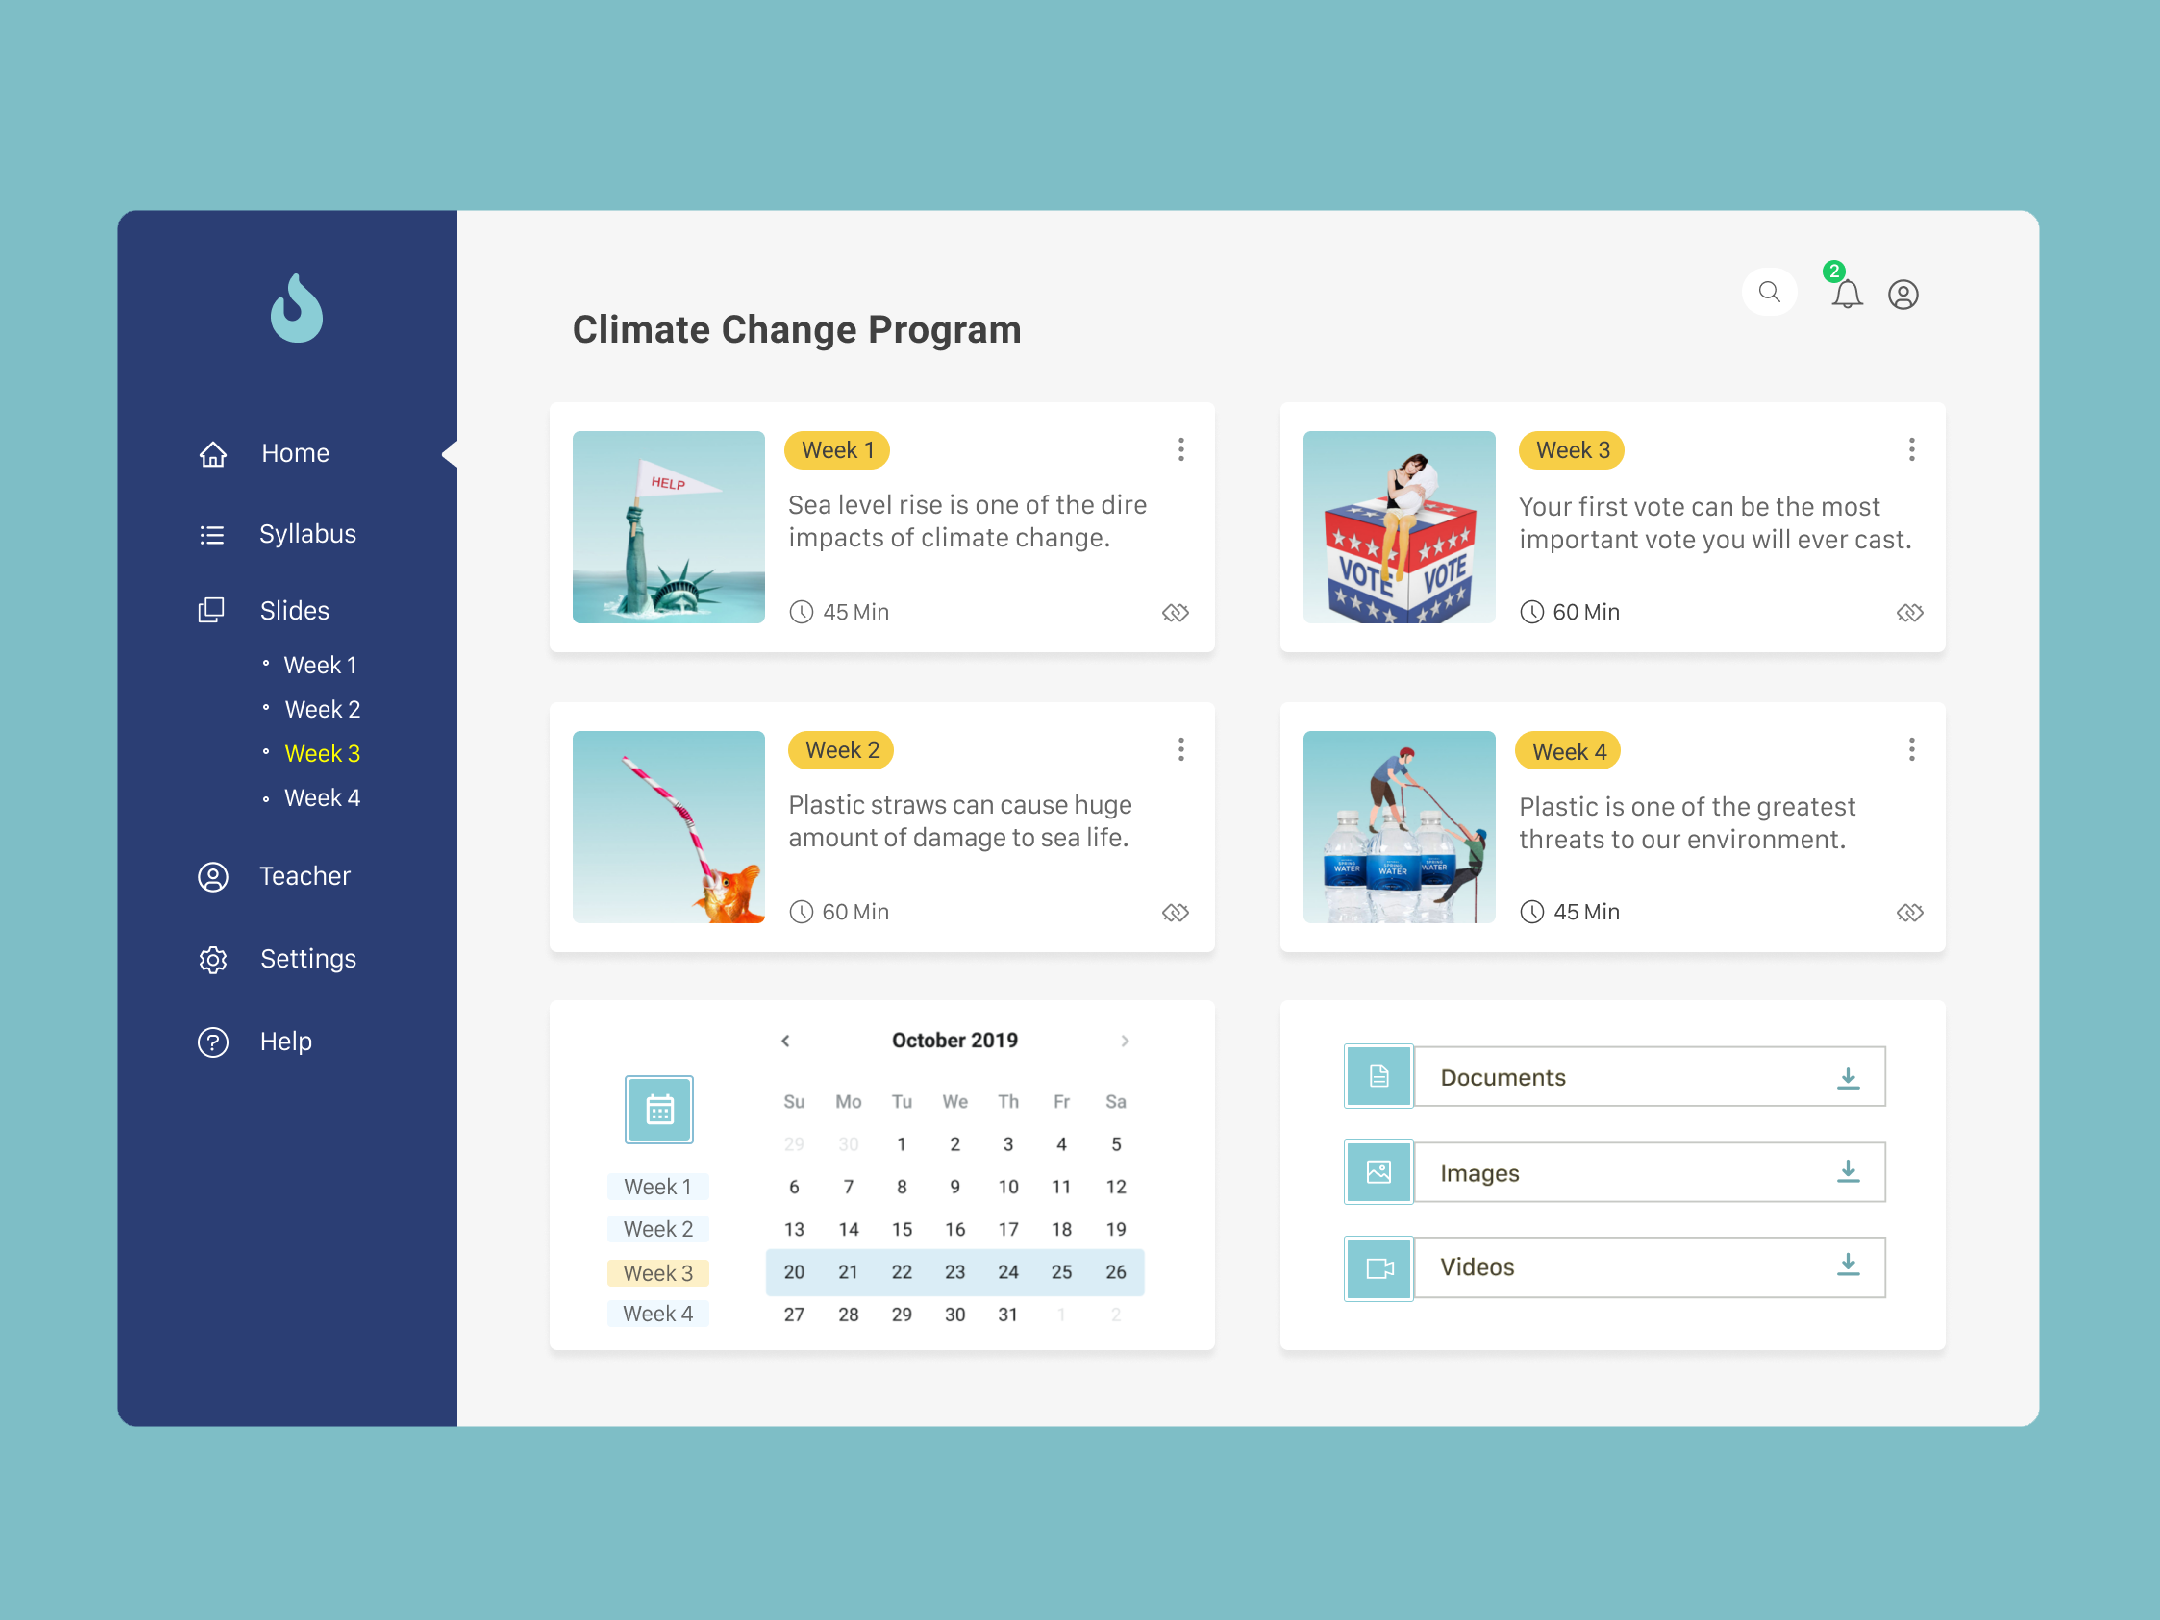 Home
Syllabus
Slides
Week 1
Week 2
Week 3
Week 4
Teacher
Settings
Help
2
Climate Change Program
HELP
Week 1
Sea level rise is one of the dire
impacts of climate change.
45 Min
VOTE VOTE
Week 3
Your first vote can be the most
important vote you will ever cast.
60 Min
Week 2
Plastic straws can cause huge
amount of damage to sea life.
60 Min
SPRING
WATER
SPRING
WATER
SPRING
WATER
Week 4
Plastic is one of the greatest
threats to our environment.
45 Min
Week 1
Week 2
Week 3
Week 4
October 2019
Su Mo Tu We Th Fr Sa
29 30 1 2 3 4 5
6 7 8 9 10 11 12
13 14 15 16 17 18 19
20 21 22 23 24 25 26
27 28 29 30 31 1 2
Documents
Images
Videos